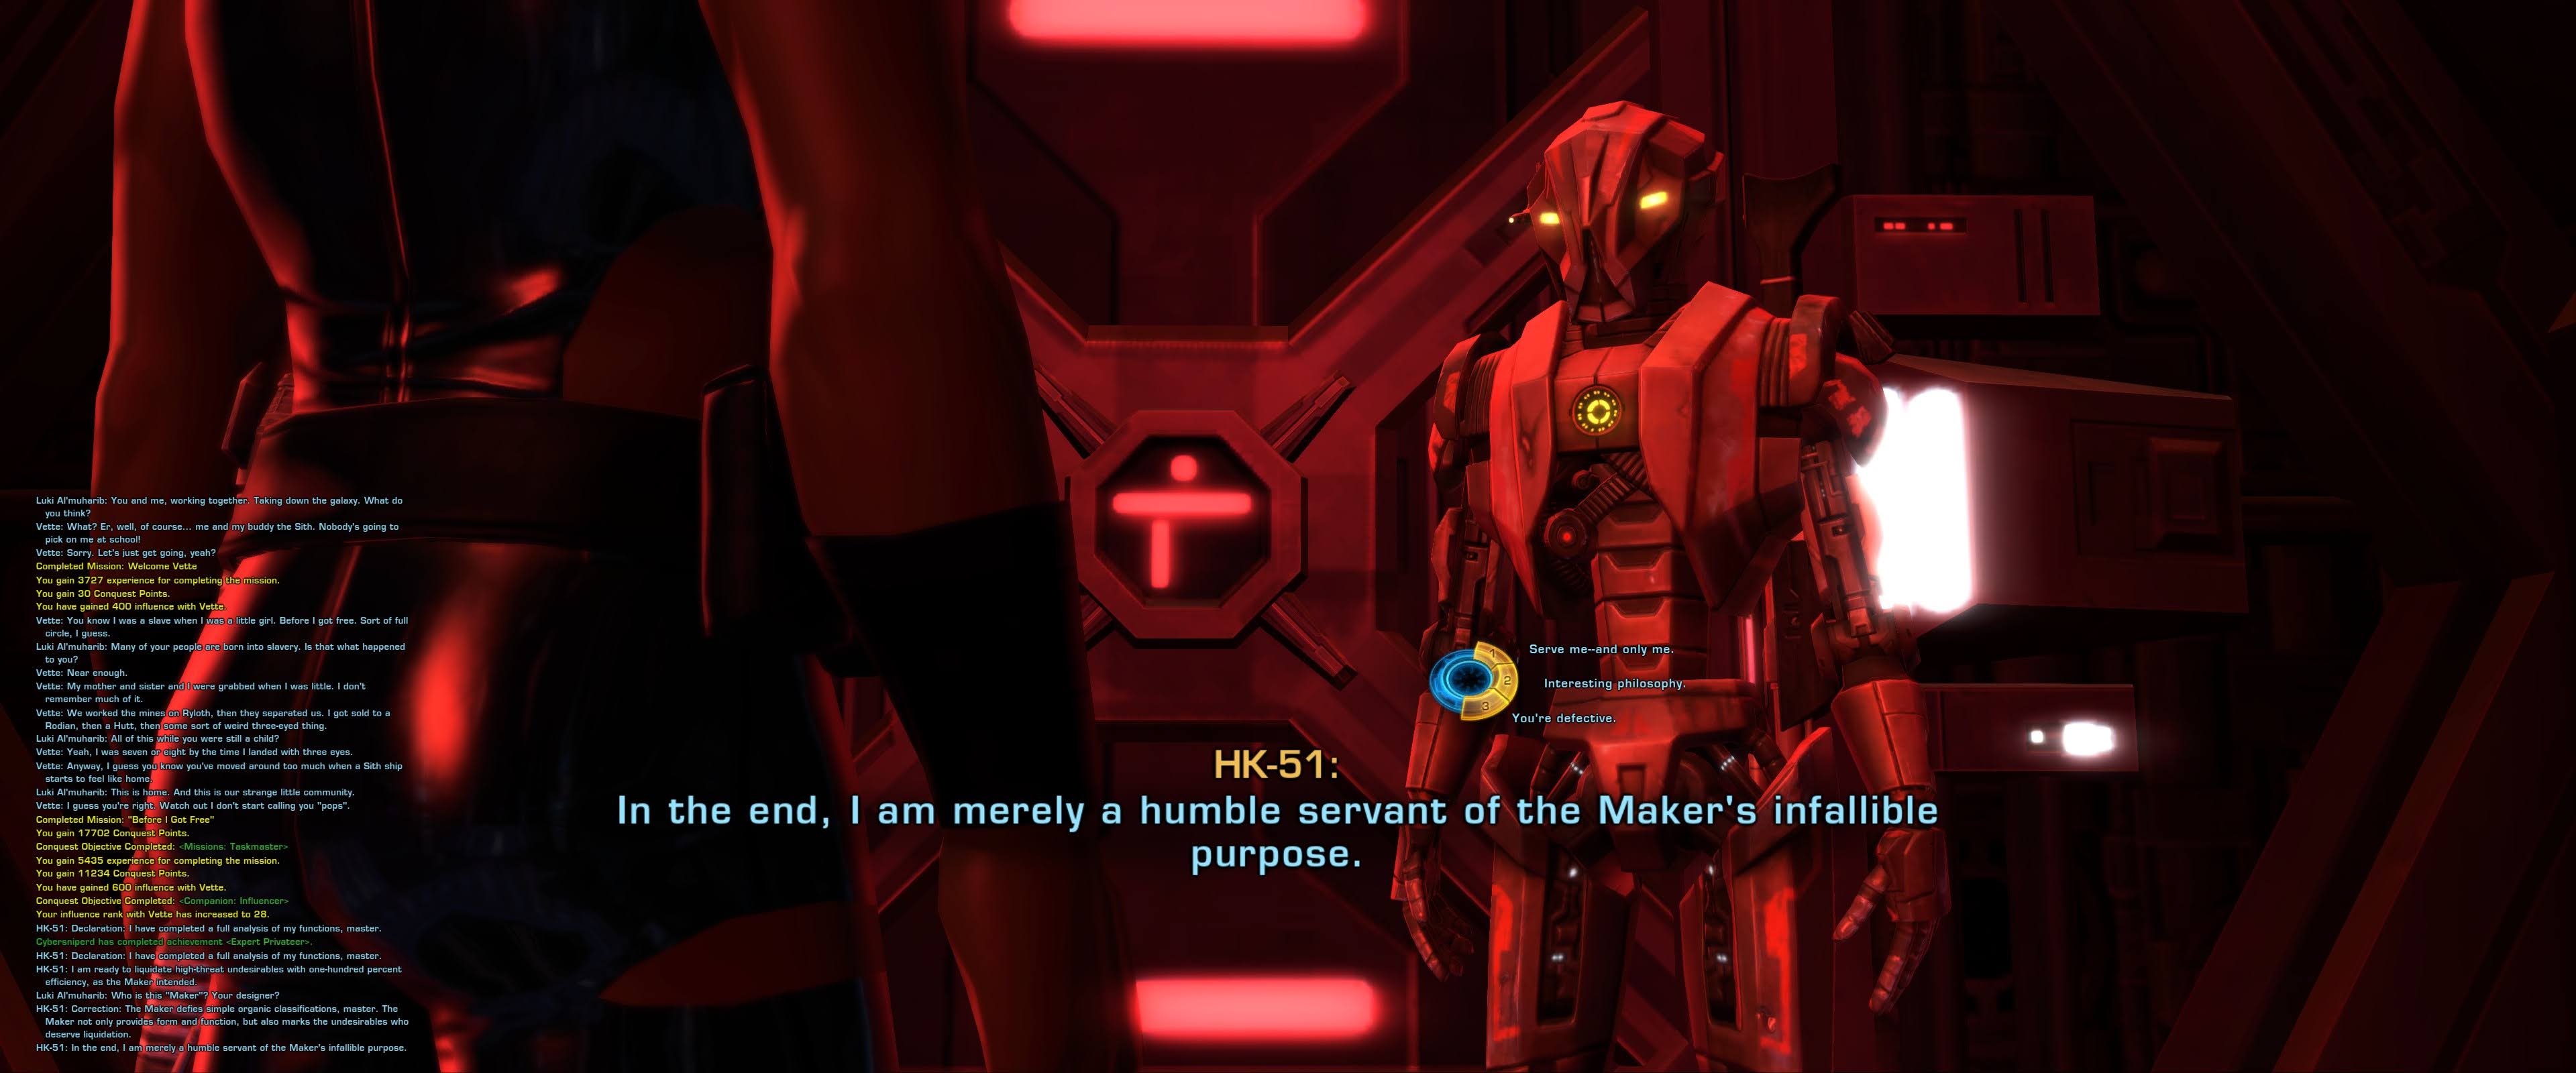 Luki Al'muharib: You and me, working together. Taking down the galaxy. What do
you think?
Vette: What? Er, well, of course... me and my buddy the Sith. Nobody's going to
pick on me at school!
Vette: Sorry. Let's just get going, yeah?
Completed Mission: Welcome Vette
You gain 3727 experience for completing the mission.
You gain 30 Conquest Points.
You have gained 400 influence with Vette.
Vette: You know I was a slave when I was a little girl. Before I got free. Sort of full
circle, I guess.
Luki Al'muharib: Many of your people are born into slavery. Is that what happened
to you?
Vette: Near enough.
Vette: My mother and sister and I were grabbed when I was little. I don't
remember much of it.
Vette: We worked the mines on Ryloth, then they separated us. I got sold to a
Rodian, then a Hutt, then some sort of weird three-eyed thing.
Luki Al'muharib: All of this while you were still a child?
Vette: Yeah, I was seven or eight by the time I landed with three eyes.
Vette: Anyway, I guess you know you've moved around too much when a Sith ship
starts to feel like home.
Luki Al'muharib: This is home. And this is our strange little community.
Vette: I guess you're right. Watch out I don't start calling you "pops".
Completed Mission: "Before I Got Free"
You gain 17702 Conquest Points.
Conquest Objective Completed: <Missions: Taskmaster>
You gain 5435 experience for completing the mission.
You gain 11234 Conquest Points.
You have gained 600 influence with Vette.
Conquest Objective Completed: <Companion: Influencer>
Your influence rank with Vette has increased to 28.
HK-51: Declaration: I have completed a full analysis of my functions, master.
Cybersniperd has completed achievement <Expert Privateer>.
HK-51: Declaration: I have completed a full analysis of my functions, master.
HK-51: I am ready to liquidate high-threat undesirables with one-hundred percent
efficiency, as the Maker intended.
Luki Al'muharib: Who is this "Maker"? Your designer?
HK-51: Correction: The Maker defies simple organic classifications, master. The
Maker not only provides form and function, but also marks the undesirables who
deserve liquidation.
HK-51: In the end, I am merely a humble servant of the Maker's infallible purpose.
1 Serve me--and only me.
2 Interesting philosophy.
3 You're defective.
HK-51:
In the end, I am merely a humble servant of the Maker's infallible
purpose.